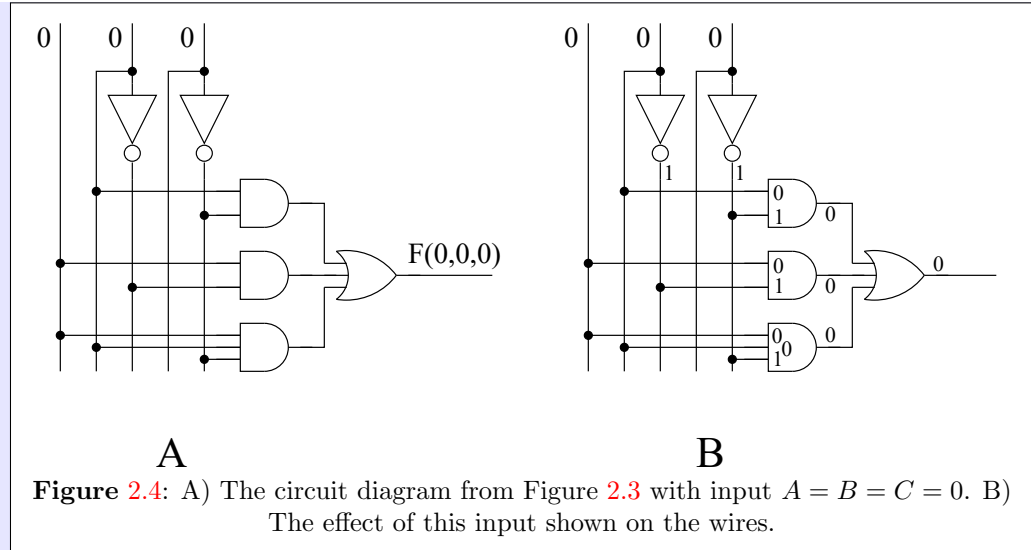 0 0 0 0 0 0
1 1
0
1 0
F(0,0,0) 0 0
1 0
0 0
0
1
A B
Figure 2.4: A) The circuit diagram from Figure 2.3 with input A = B = C = 0. B)
The effect of this input shown on the wires.